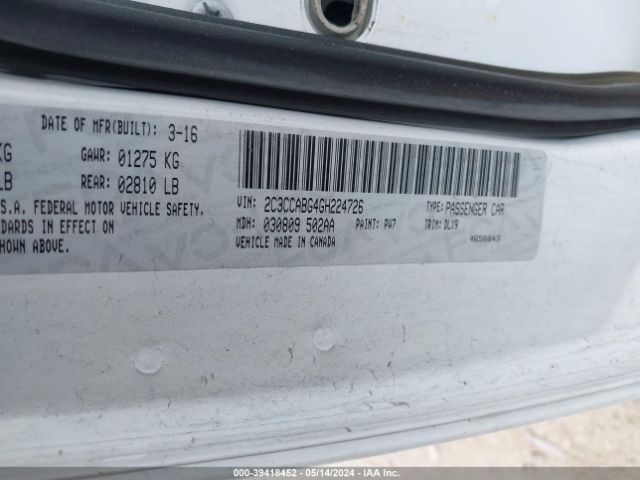 DATE OF MFR(BUILT): 3-16
KG GAWR: 01275 KG
LB REAR: 02810 LB
S.A. FEDERAL MOTOR VEHICLE SAFETY,
DARDS IN EFFECT ON
HOWN ABOVE.
VIN: 2C3CCABG4GH224726 TYPE: PASSENGER CAR
MDH: 030809 502AA PAINT: PW7 TRIM: DLX9
VEHICLE MADE IN CANADA 4658843
000-39418452 - 05/14/2024 - IAA Inc.